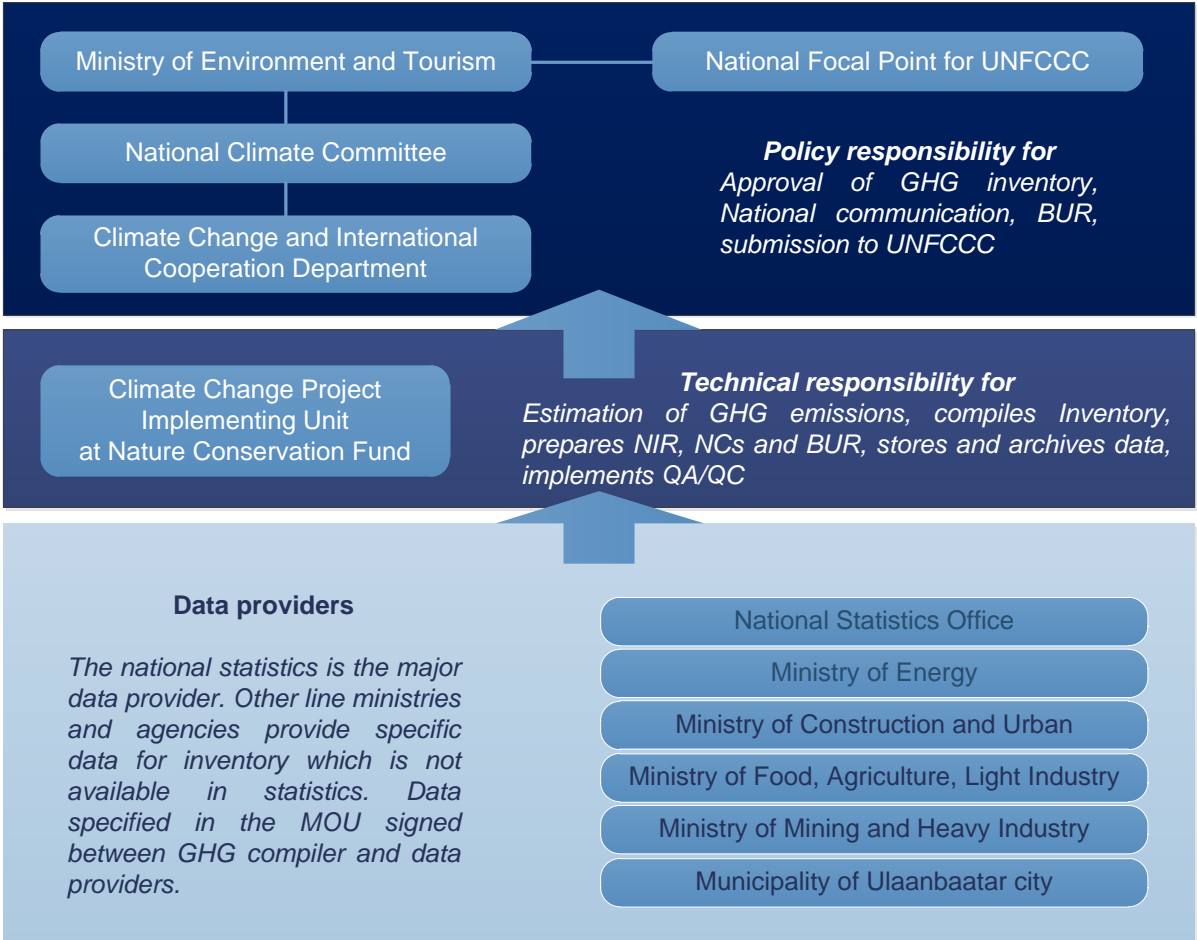 Ministry of Environment and Tourism
National Focal Point for UNFCCC
National Climate Committee
Climate Change and International
Cooperation Department
Policy responsibility for
Approval of GHG inventory,
National communication, BUR,
submission to UNFCCC
Climate Change Project
Implementing Unit
at Nature Conservation Fund
Technical responsibility for
Estimation of GHG emissions, compiles Inventory,
prepares NIR, NCs and BUR, stores and archives data,
implements QA/QC
Data providers
The national statistics is the major
data provider. Other line ministries
and agencies provide specific
data for inventory which is not
available in statistics. Data
specified in the MOU signed
between GHG compiler and data
providers.
National Statistics Office
Ministry of Energy
Ministry of Construction and Urban
Ministry of Food, Agriculture, Light Industry
Ministry of Mining and Heavy Industry
Municipality of Ulaanbaatar city